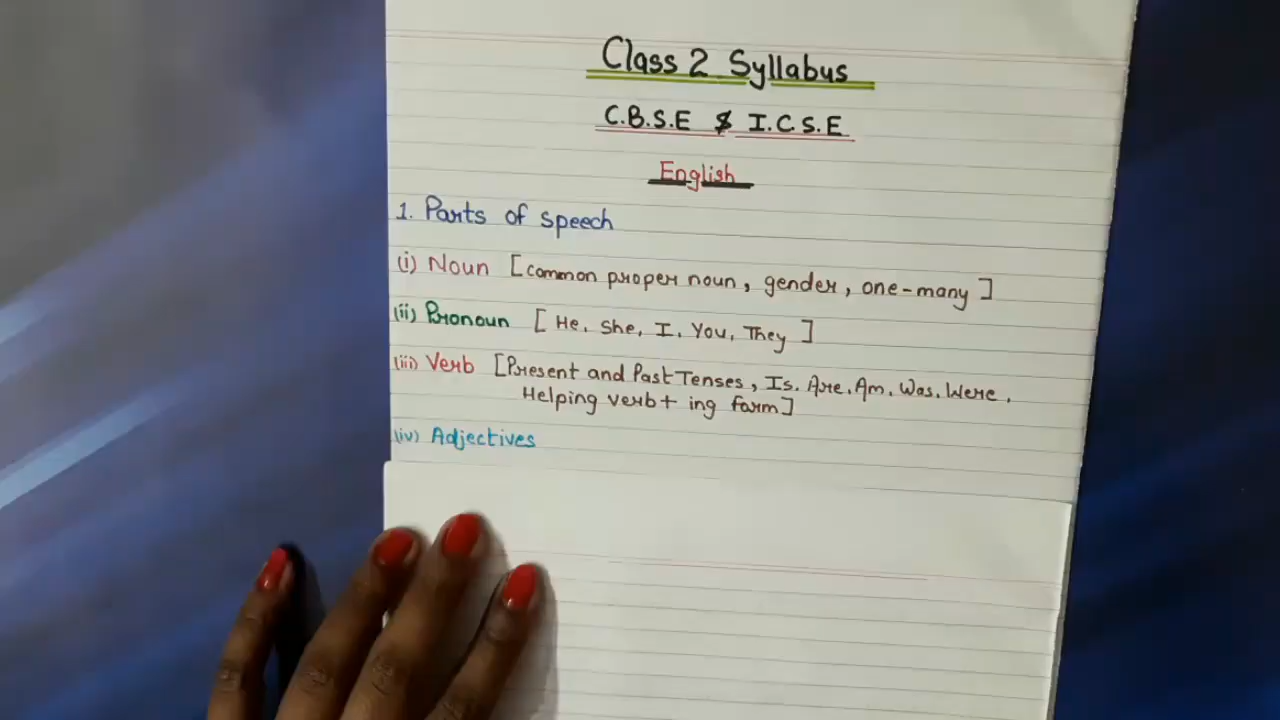 Class 2 Syllabus
C.B.S.E & I.C.S.E
English
1. Parts of speech
(i) Noun [common proper noun, gender, one-many]
(ii) Pronoun [He, She, I, You, They]
(iii) Verb [Present and Past Tenses, Is. Are. Am. Was. Were.
Helping verb + ing form]
(iv) Adjectives